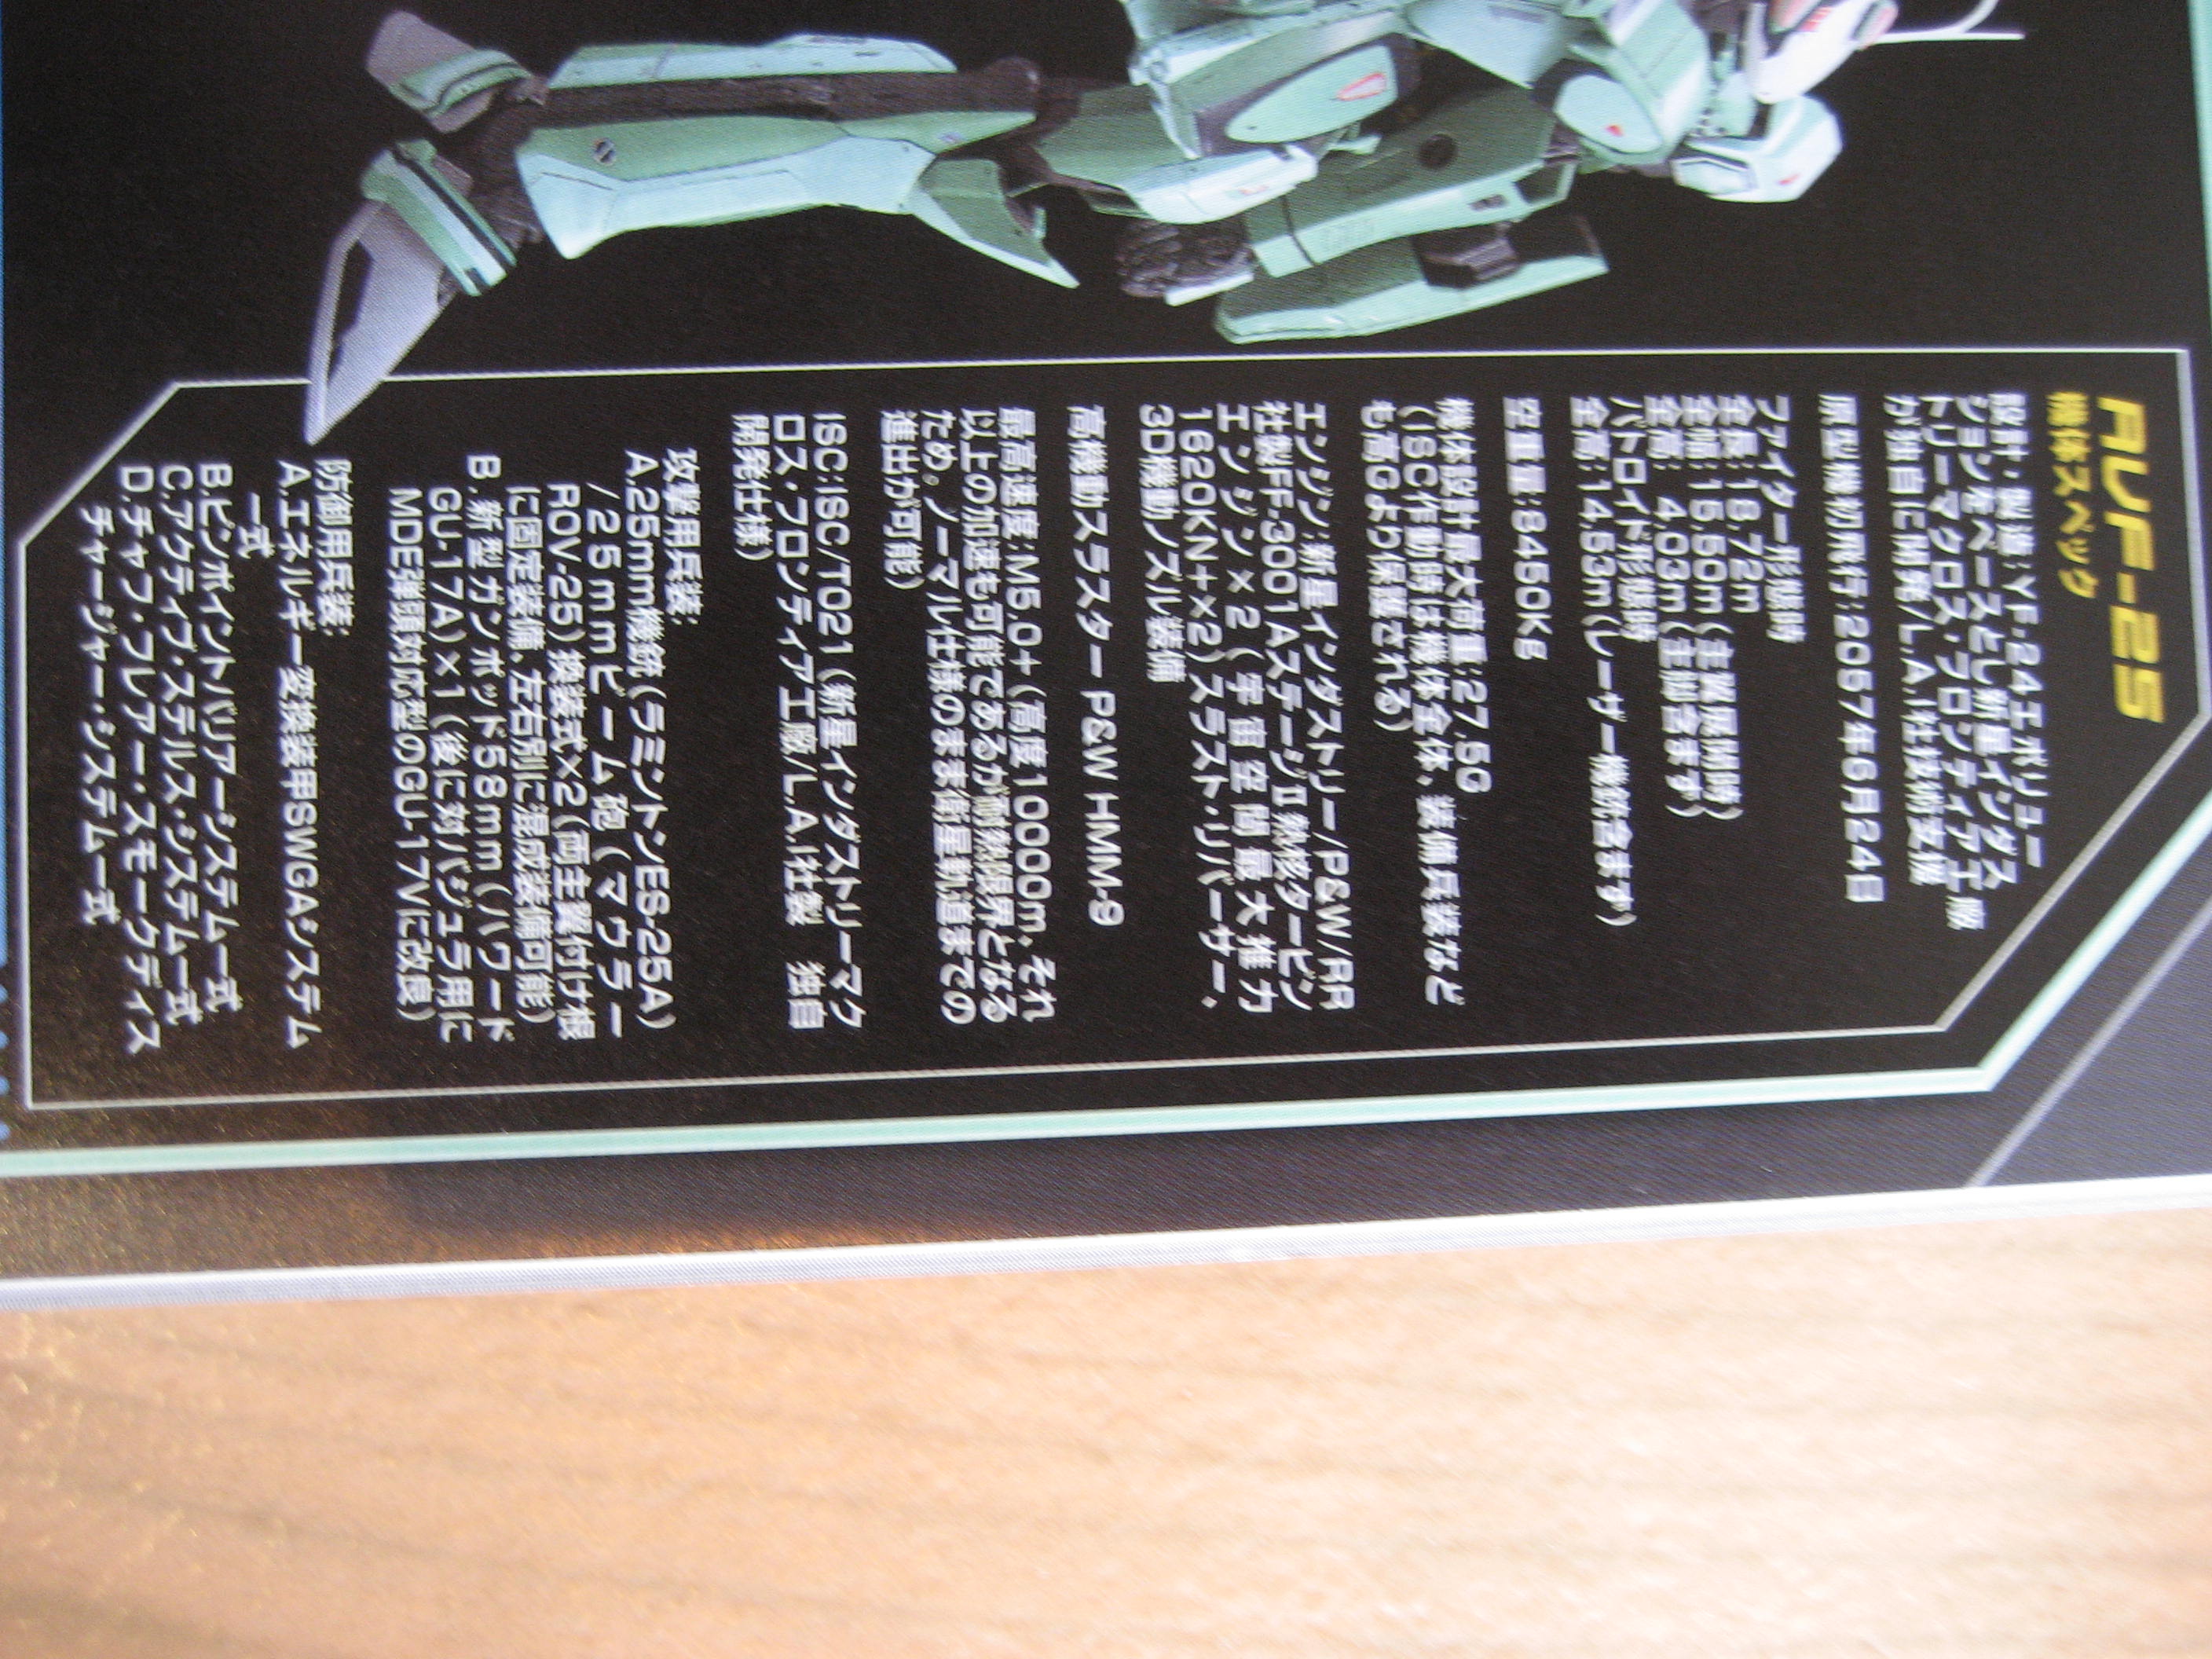 RVF-25
機体スペック
設計・製造:YF-24エボリュー
ションをベースとし新星インダス
トリーマクロス・フロンティア工廠
が独自に開発/L.A.I社技術支援
原型機初飛行:2057年6月24日
ファイター形態時
全長:18.72m
全幅:15.50m(主翼展開時)
全高: 4.03m(主脚含まず)
バトロイド形態時
全高:14.53m(レーザー機銃含まず)
空重量:8450Kg
機体設計最大荷重:27.5G
(ISC作動時は機体全体、装備兵装など
も高Gより保護される)
エンジン:新星インダストリー/P&W/RR
社製FF-3001Aステージⅱ熱核タービン
エンジン×2(宇宙空間最大推力
1620KN+×2)スラスト・リバーサー、
3D機動ノズル装備
高機動スラスター P&W HMM-9
最高速度:M5.0+(高度10000m、それ
以上の加速も可能であるが耐熱限界となる
ため。ノーマル仕様のまま衛星軌道までの
進出が可能)
ISC:ISC/T021(新星インダストリーマク
ロス・フロンティア工廠/L.A.I社製 独自
開発仕様)
攻撃用兵装:
A.25mm機銃(ラミントンES-25A)
/25mmビーム砲(マウラー
ROV-25)換装式×2(両主翼付け根
に固定装備、左右別に混成装備可能)
B.新型ガンポッド58mm(ハワード
GU-17A)×1(後に対バジュラ用に
MDE弾頭対応型のGU-17Vに改良)
防御用兵装:
A.エネルギー変換装甲SWGAシステム
一式
B.ピンポイントバリアーシステム一式
C.アクティブ・ステルス・システム一式
D.チャフ・フレアー・スモークディス
チャージャー・システム一式